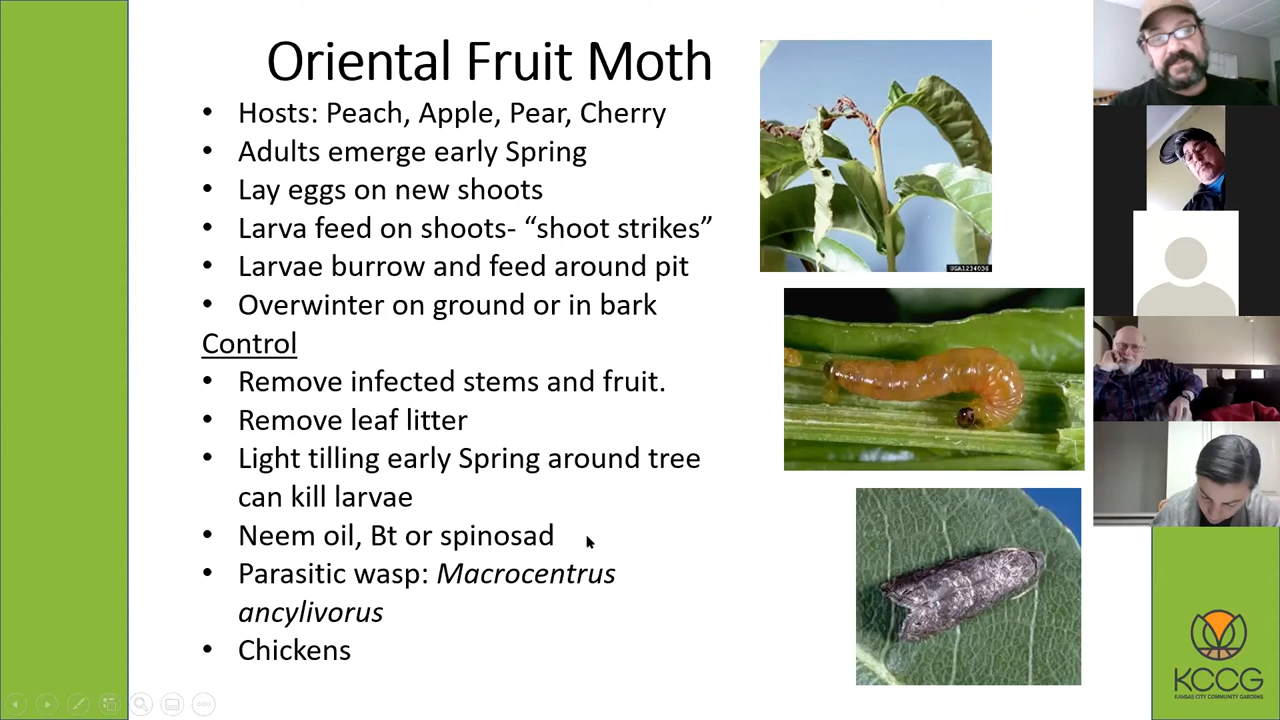 Oriental Fruit Moth
• Hosts: Peach, Apple, Pear, Cherry
• Adults emerge early Spring
• Lay eggs on new shoots
• Larva feed on shoots- “shoot strikes”
• Larvae burrow and feed around pit
• Overwinter on ground or in bark
Control
• Remove infected stems and fruit.
• Remove leaf litter
• Light tilling early Spring around tree
can kill larvae
• Neem oil, Bt or spinosad
• Parasitic wasp: Macrocentrus
ancylivorus
• Chickens
KCCG
KANSAS CITY COMMUNITY GARDENS